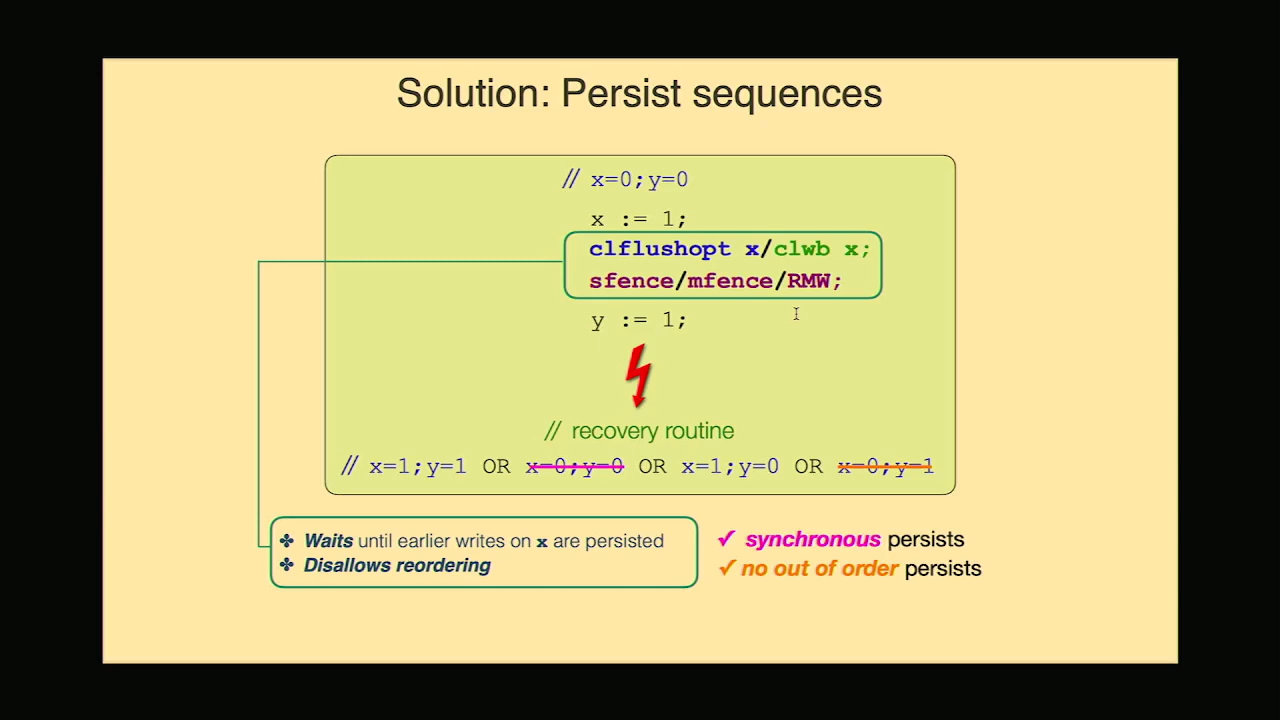 Solution: Persist sequences
// x=0;y=0
x := 1;
clflushopt x/clwb x;
sfence/mfence/RMW;
y := 1;
// recovery routine
// x=1;y=1 OR x=0;y=0 OR x=1;y=0 OR x=0;y=1
❖ Waits until earlier writes on x are persisted
❖ Disallows reordering
✓ synchronous persists
✓ no out of order persists